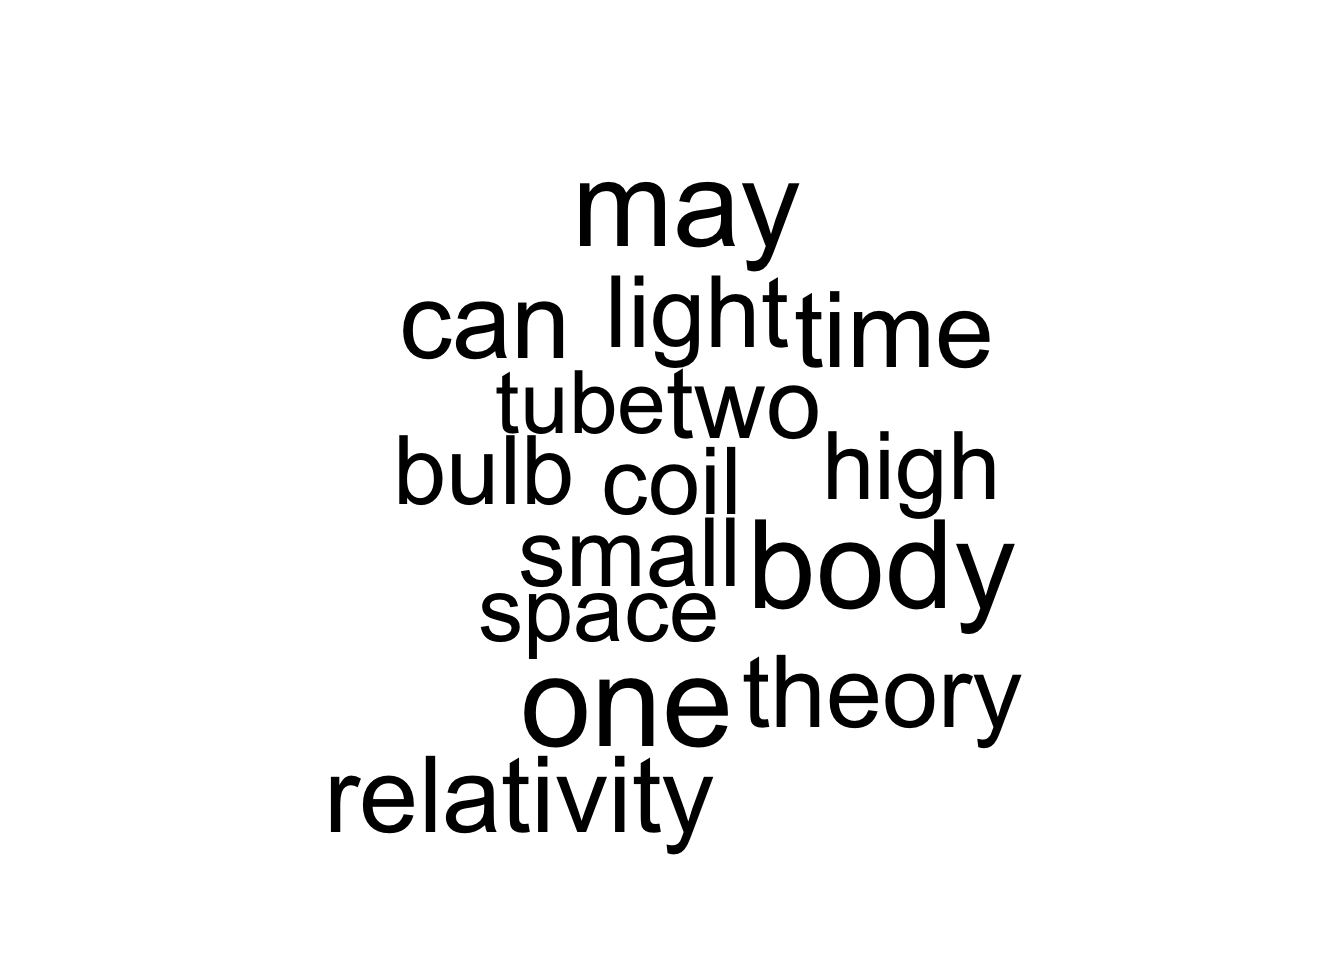 may
can light time
tube two
bulb coil high
small body
space
one theory
relativity